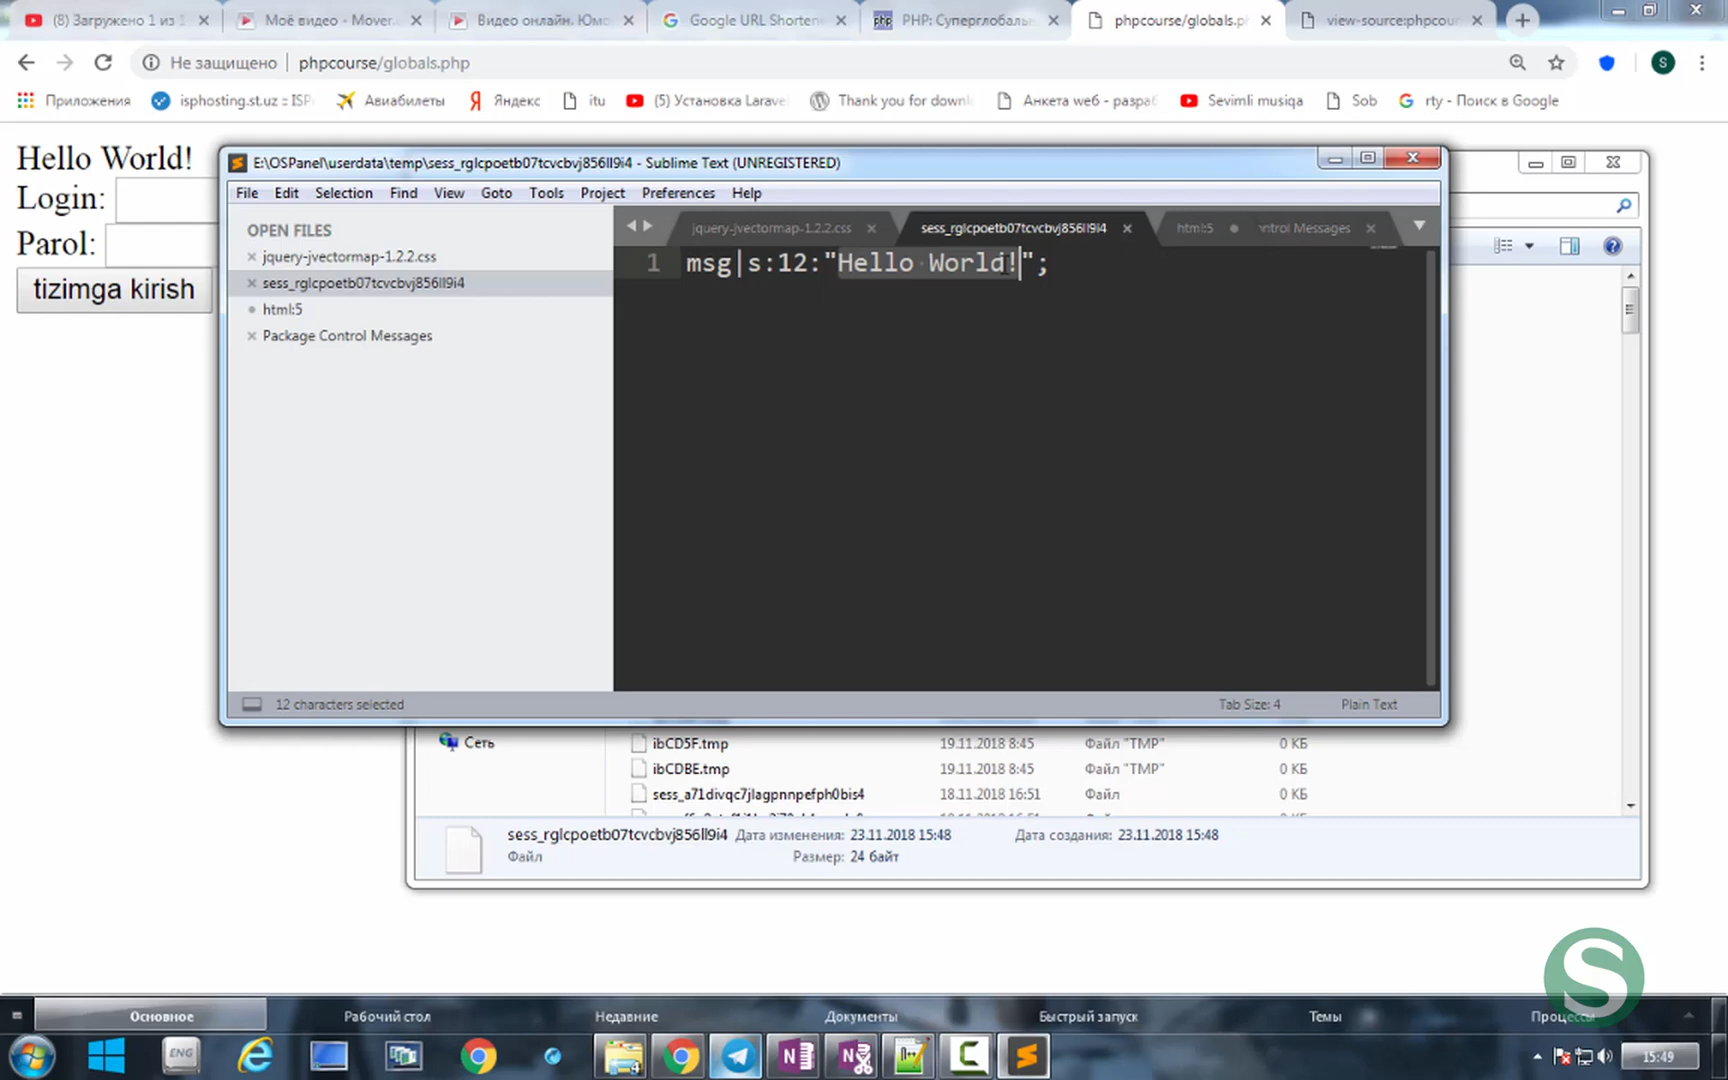 (8) Загружено 1 из 1
Моё видео - Mover.
Видео онлайн. Юмо
Google URL Shorten
php PHP: Суперглобаль
phpcourse/globals.p
view-source:phpcour
Не защищено phpcourse/globals.php
S
Приложения
isphosting.st.uz :: ISP
Авиабилеты
Яндекс
itu
(5) Установка Larave
Thank you for downl
Анкета web - разра
Sevimli musiqa
Sob
rty - Поиск в Google
Hello World!
Login:
Parol:
tizimga kirish
E:\OSPanel\userdata\temp\sess_rglcpoetb07tcvcbvj856ll9i4 - Sublime Text (UNREGISTERED)
File Edit Selection Find View Goto Tools Project Preferences Help
OPEN FILES
jquery-jvectormap-1.2.2.css
sess_rglcpoetb07tcvcbvj856ll9i4
html:5
Package Control Messages
jquery-jvectormap-1.2.2.css
sess_rglcpoetb07tcvcbvj856ll9i4
html:5
ntrol Messages
1 msg|s:12:"Hello World!";
12 characters selected
Tab Size: 4
Plain Text
Сеть
ibCD5F.tmp 19.11.2018 8:45 Файл "TMP" 0 КБ
ibCDBE.tmp 19.11.2018 8:45 Файл "TMP" 0 КБ
sess_a71divqc7jlagpnnpefph0bis4 18.11.2018 16:51 Файл 0 КБ
sess_rglcpoetb07tcvcbvj856ll9i4 Дата изменения: 23.11.2018 15:48 Дата создания: 23.11.2018 15:48
Файл Размер: 24 байт
S
Основное Рабочий стол Недавние Документы Быстрый запуск Темы Процессы
ENG
15:49